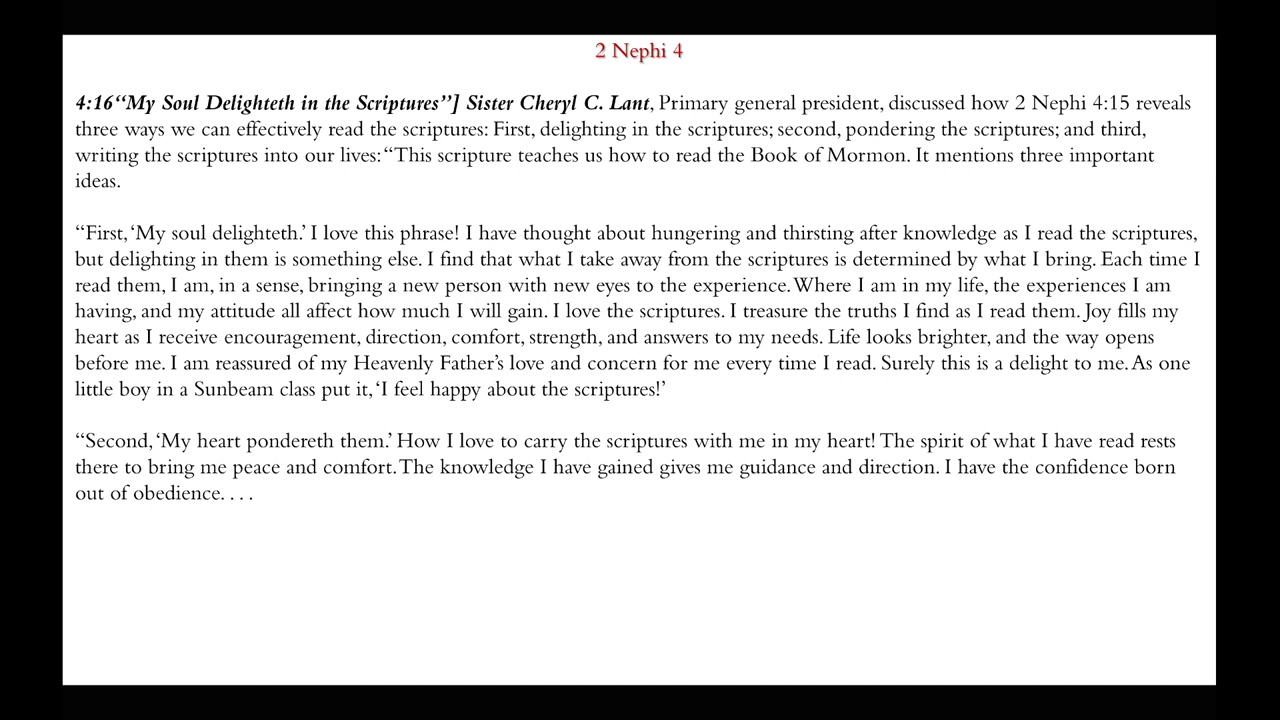 2 Nephi 4
4:16“My Soul Delighteth in the Scriptures”] Sister Cheryl C. Lant, Primary general president, discussed how 2 Nephi 4:15 reveals
three ways we can effectively read the scriptures: First, delighting in the scriptures; second, pondering the scriptures; and third,
writing the scriptures into our lives: “This scripture teaches us how to read the Book of Mormon. It mentions three important
ideas.
“First, ‘My soul delighteth.’ I love this phrase! I have thought about hungering and thirsting after knowledge as I read the scriptures,
but delighting in them is something else. I find that what I take away from the scriptures is determined by what I bring. Each time I
read them, I am, in a sense, bringing a new person with new eyes to the experience. Where I am in my life, the experiences I am
having, and my attitude all affect how much I will gain. I love the scriptures. I treasure the truths I find as I read them. Joy fills my
heart as I receive encouragement, direction, comfort, strength, and answers to my needs. Life looks brighter, and the way opens
before me. I am reassured of my Heavenly Father’s love and concern for me every time I read. Surely this is a delight to me. As one
little boy in a Sunbeam class put it, ‘I feel happy about the scriptures!’
“Second, ‘My heart pondereth them.’ How I love to carry the scriptures with me in my heart! The spirit of what I have read rests
there to bring me peace and comfort. The knowledge I have gained gives me guidance and direction. I have the confidence born
out of obedience. . . .